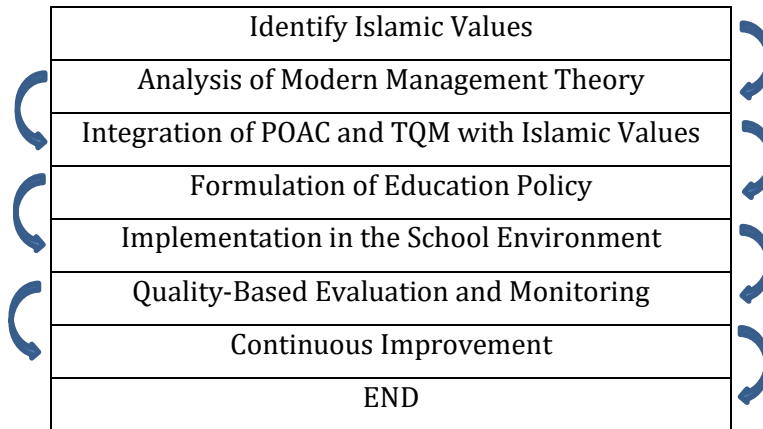 Identify Islamic Values
Analysis of Modern Management Theory
Integration of POAC and TQM with Islamic Values
Formulation of Education Policy
Implementation in the School Environment
Quality-Based Evaluation and Monitoring
Continuous Improvement
END